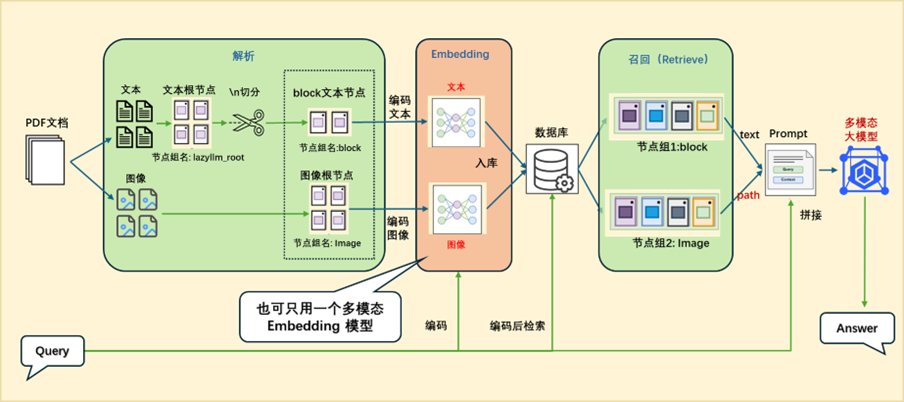 解析
Embedding
召回（Retrieve）
PDF文档
文本
文本根节点
\n切分
节点组名: lazyllm_root
block文本节点
节点组名:block
图像
图像根节点
节点组名: Image
编码
文本
编码
图像
文本
图像
入库
数据库
节点组1:block
节点组2: Image
text
path
Prompt
Query
Context
拼接
多模态
大模型
也可只用一个多模态
Embedding 模型
编码
编码后检索
Query
Answer